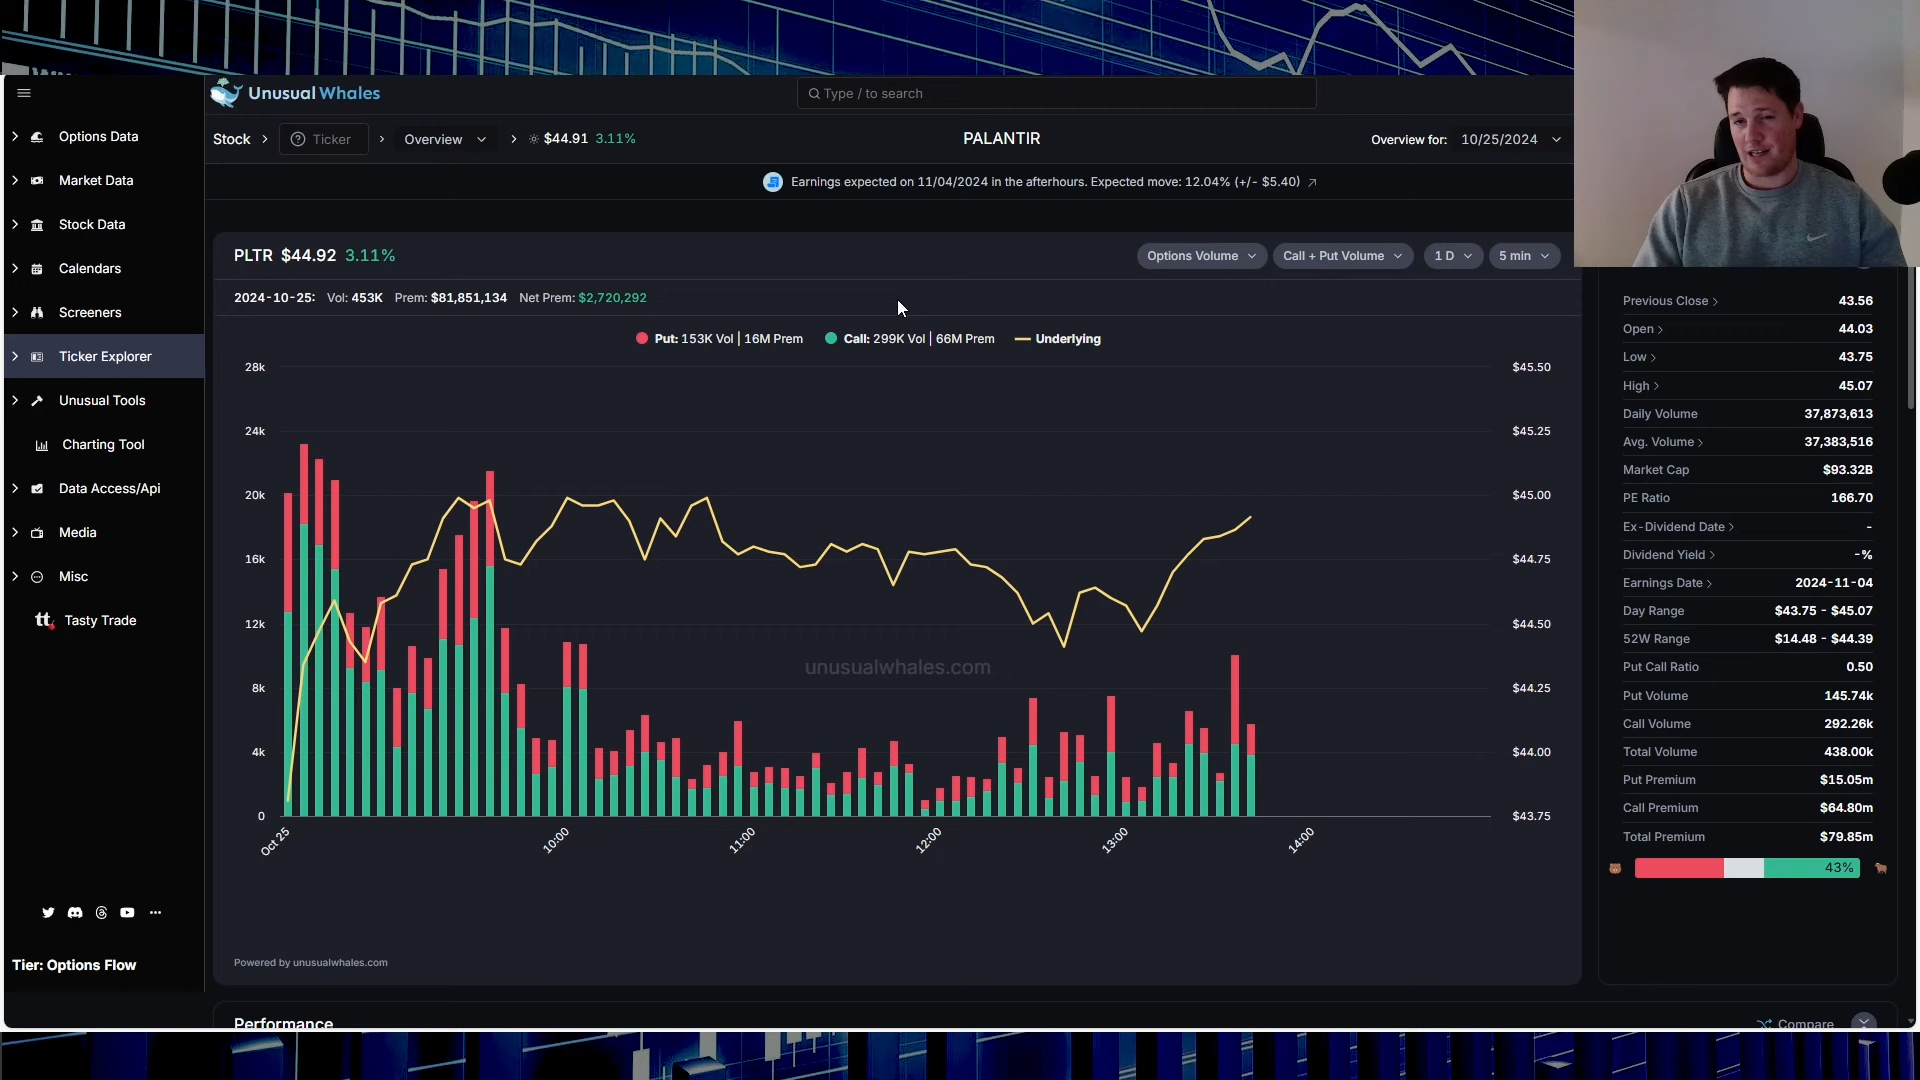 Unusual Whales
Type / to search
Options Data
Market Data
Stock Data
Calendars
Screeners
Ticker Explorer
Unusual Tools
Charting Tool
Data Access/Api
Media
Misc
tt Tasty Trade
Tier: Options Flow
Stock > Ticker > Overview > $44.91 3.11%
PALANTIR
Overview for: 10/25/2024
Earnings expected on 11/04/2024 in the afterhours. Expected move: 12.04% (+/- $5.40)
PLTR $44.92 3.11%
Options Volume
Call + Put Volume
1 D
5 min
2024-10-25: Vol: 453K Prem: $81,851,134 Net Prem: $2,720,292
Put: 153K Vol | 16M Prem
Call: 299K Vol | 66M Prem
Underlying
28k
24k
20k
16k
12k
8k
4k
0
$45.50
$45.25
$45.00
$44.75
$44.50
$44.25
$44.00
$43.75
unusualwhales.com
Oct 25
10:00
11:00
12:00
13:00
14:00
Powered by unusualwhales.com
Previous Close > 43.56
Open > 44.03
Low > 43.75
High > 45.07
Daily Volume 37,873,613
Avg. Volume > 37,383,516
Market Cap $93.32B
PE Ratio 166.70
Ex-Dividend Date > -
Dividend Yield > -%
Earnings Date > 2024-11-04
Day Range $43.75 - $45.07
52W Range $14.48 - $44.39
Put Call Ratio 0.50
Put Volume 145.74k
Call Volume 292.26k
Total Volume 438.00k
Put Premium $15.05m
Call Premium $64.80m
Total Premium $79.85m
43%
Performance
Compare